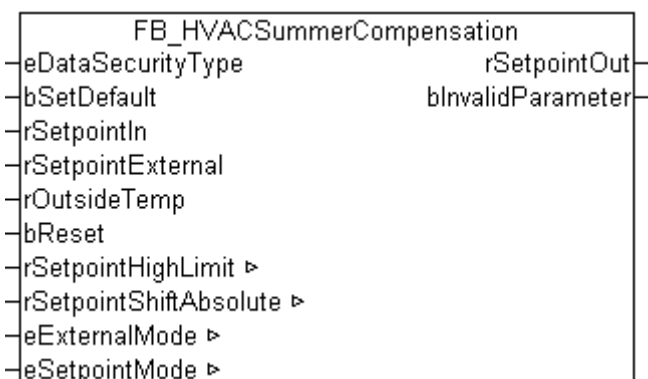 FB_HVACSummerCompensation
eDataSecurityType rSetpointOut
bSetDefault bInvalidParameter
rSetpointIn
rSetpointExternal
rOutsideTemp
bReset
rSetpointHighLimit ▹
rSetpointShiftAbsolute ▹
eExternalMode ▹
eSetpointMode ▹